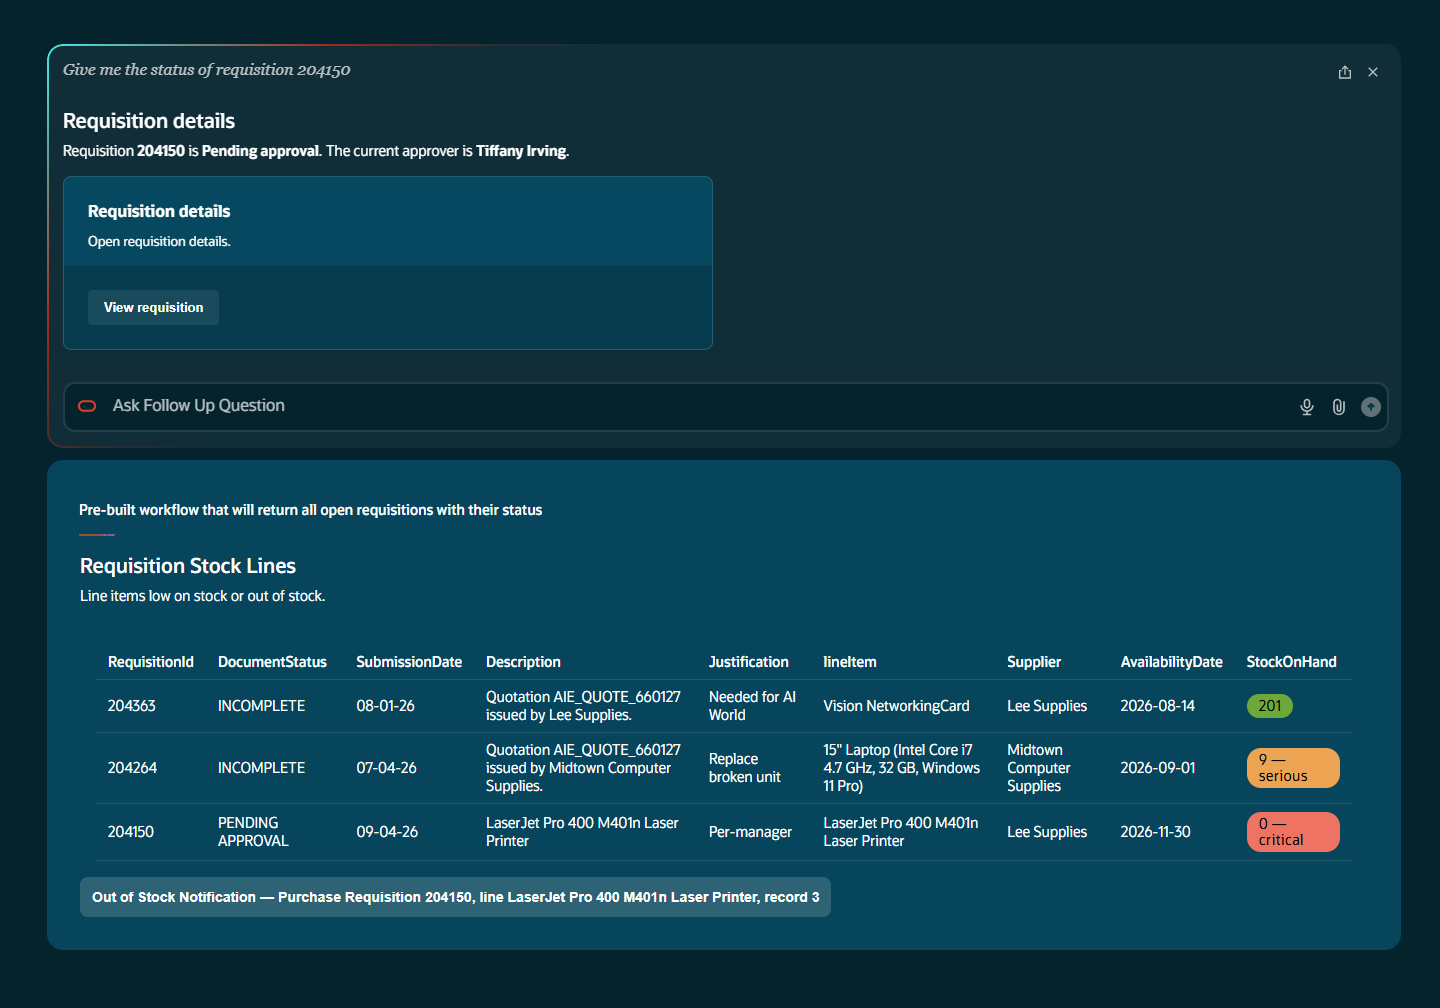 Give me the status of requisition 204150
Requisition details
Requisition 204150 is Pending approval. The current approver is Tiffany Irving.
Requisition details
Open requisition details.
View requisition
Ask Follow Up Question
Pre-built workflow that will return all open requisitions with their status
Requisition Stock Lines
Line items low on stock or out of stock.
RequisitionId DocumentStatus SubmissionDate Description Justification lineItem Supplier AvailabilityDate StockOnHand
204363 INCOMPLETE 08-01-26 Quotation AIE_QUOTE_660127 issued by Lee Supplies. Needed for AI World Vision NetworkingCard Lee Supplies 2026-08-14 201
204264 INCOMPLETE 07-04-26 Quotation AIE_QUOTE_660127 issued by Midtown Computer Supplies. Replace broken unit 15" Laptop (Intel Core i7 4.7 GHz, 32 GB, Windows 11 Pro) Midtown Computer Supplies 2026-09-01 9 — serious
204150 PENDING APPROVAL 09-04-26 LaserJet Pro 400 M401n Laser Printer Per-manager LaserJet Pro 400 M401n Laser Printer Lee Supplies 2026-11-30 0 — critical
Out of Stock Notification — Purchase Requisition 204150, line LaserJet Pro 400 M401n Laser Printer, record 3